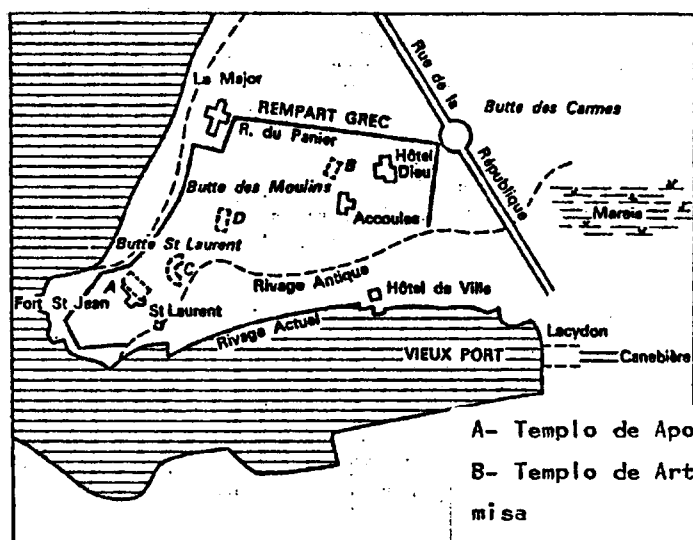 La Major
Rue de la
République
REMPART GREC
Butte des Carmes
R. du Panier
B
Hôtel
Dieu
Butte des Moulins
Marais
D
Accoules
Butte St Laurent
C
Rivage Antique
A
Hôtel de Ville
Fort St Jean
St Laurent
Rivage Actuel
Lacydon
VIEUX PORT
Canebière
A- Templo de Apo
B- Templo de Art
misa